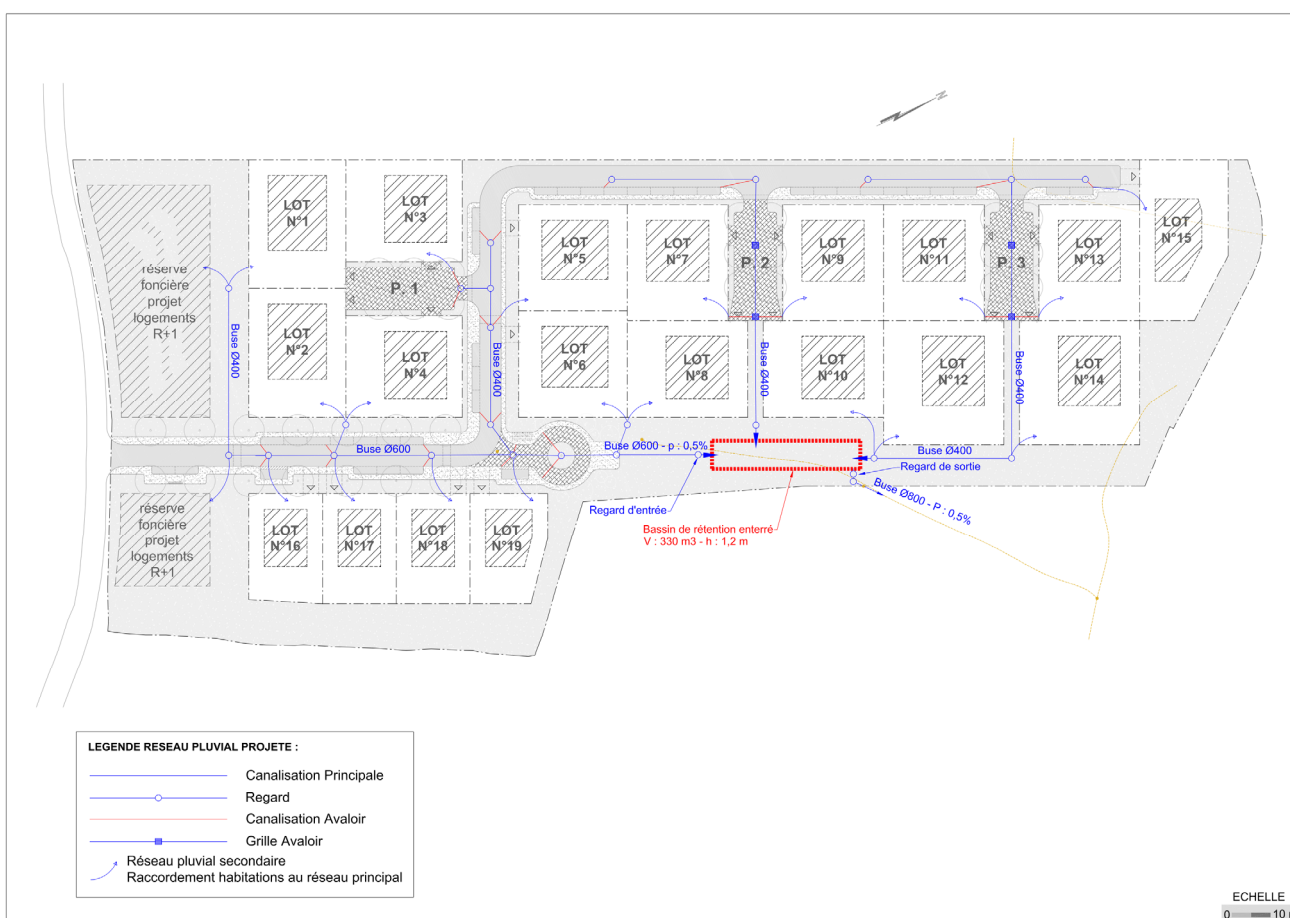 LOT
N°1
LOT
N°3
LOT
N°15
LOT
N°5
LOT
N°7
P. 2
LOT
N°9
LOT
N°11
P. 3
LOT
N°13
réserve
foncière
projet
logements
R+1
P. 1
Buse Ø400
LOT
N°2
LOT
N°4
Buse Ø400
LOT
N°6
LOT
N°8
Buse Ø400
LOT
N°10
LOT
N°12
Buse Ø400
LOT
N°14
Buse Ø600
Buse Ø600 - p : 0,5%
Buse Ø400
Regard de sortie
Buse Ø800 - P : 0,5%
Regard d'entrée
Bassin de rétention enterré
V : 330 m3 - h : 1,2 m
réserve
foncière
projet
logements
R+1
LOT
N°16
LOT
N°17
LOT
N°18
LOT
N°19
LEGENDE RESEAU PLUVIAL PROJETE :
Canalisation Principale
Regard
Canalisation Avaloir
Grille Avaloir
Réseau pluvial secondaire
Raccordement habitations au réseau principal
ECHELLE
0 10